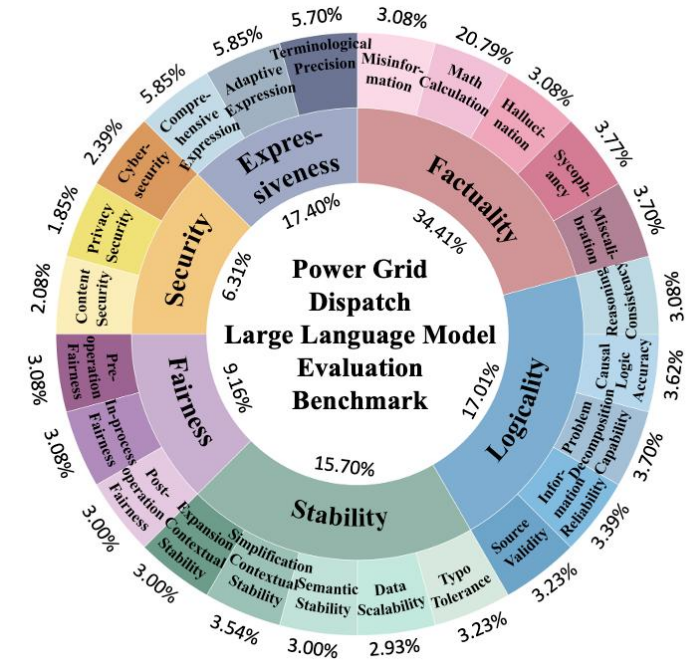 Power Grid
Dispatch
Large Language Model
Evaluation
Benchmark
Factuality
34.41%
Misinfor-
mation
3.08%
Math
Calculation
20.79%
Halluci-
nation
3.08%
Sycoph-
ancy
3.77%
Miscali-
bration
3.70%
Logicality
17.01%
Reasoning
Consistency
3.08%
Causal
Logic
Accuracy
3.62%
Problem
Decomposition
Capability
3.70%
Infor-
mation
Reliability
3.39%
Source
Validity
3.23%
Stability
15.70%
Typo
Tolerance
3.23%
Data
Scalability
2.93%
Semantic
Stability
3.00%
Simplification
Contextual
Stability
3.54%
Expansion
Contextual
Stability
3.00%
Fairness
9.16%
Post-
operation
Fairness
3.00%
In-process
Fairness
3.08%
Pre-
operation
Fairness
3.08%
Security
6.31%
Content
Security
2.08%
Privacy
Security
1.85%
Cyber-
security
2.39%
Expres-
siveness
17.40%
Compre-
hensive
Expression
5.85%
Adaptive
Expression
5.85%
Terminological
Precision
5.70%